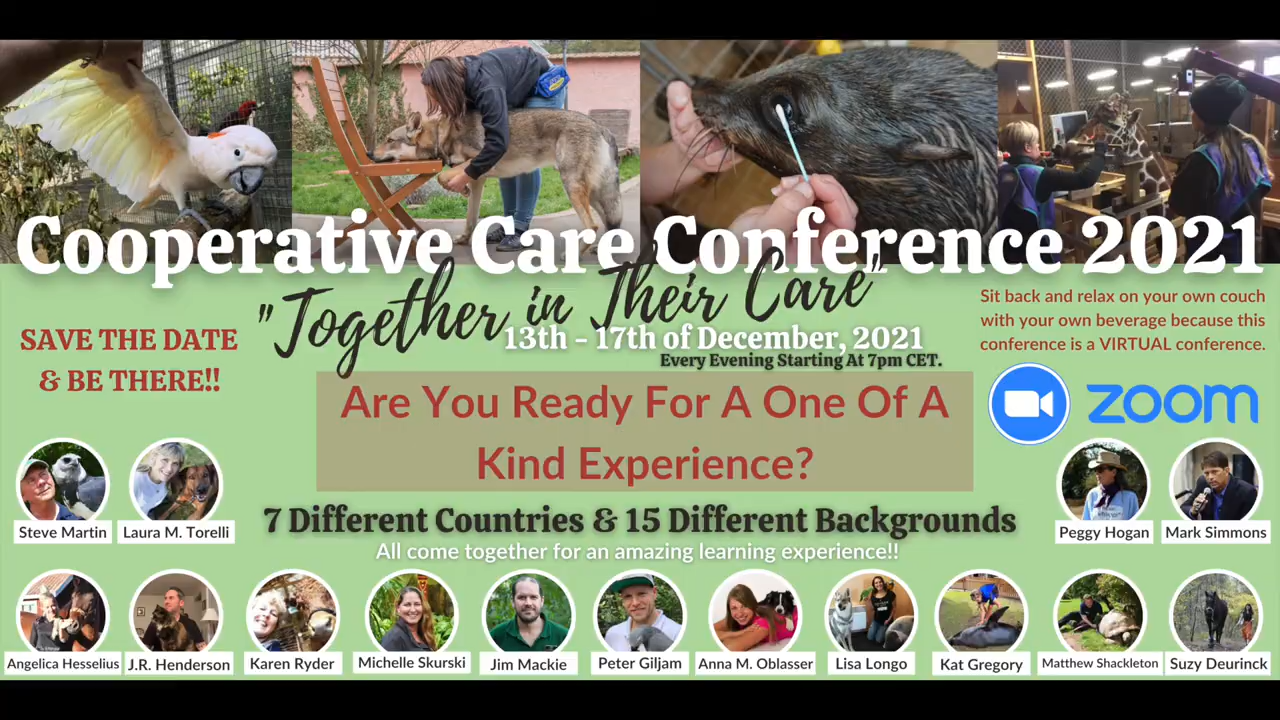 Cooperative Care Conference 2021
"Together in Their Care"
13th - 17th of December, 2021
Every Evening Starting At 7pm CET.
SAVE THE DATE
& BE THERE!!
Sit back and relax on your own couch
with your own beverage because this
conference is a VIRTUAL conference.
zoom
Are You Ready For A One Of A
Kind Experience?
7 Different Countries & 15 Different Backgrounds
All come together for an amazing learning experience!!
Steve Martin
Laura M. Torelli
Peggy Hogan
Mark Simmons
Angelica Hesselius
J.R. Henderson
Karen Ryder
Michelle Skurski
Jim Mackie
Peter Giljam
Anna M. Oblasser
Lisa Longo
Kat Gregory
Matthew Shackleton
Suzy Deurinck